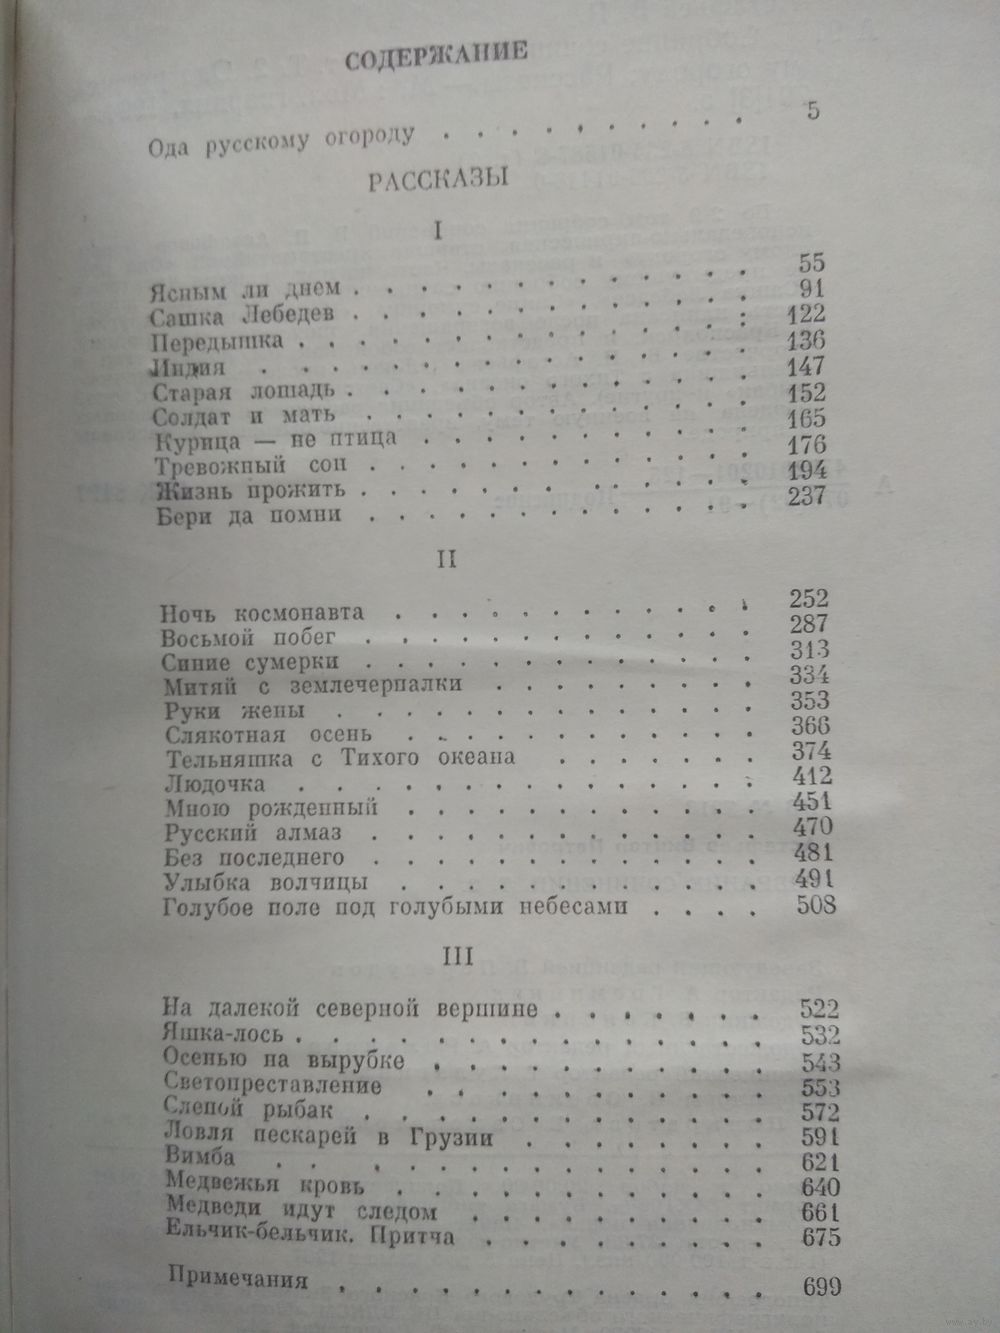 СОДЕРЖАНИЕ
Ода русскому огороду . . . . . . . . . . 5
РАССКАЗЫ
I
Ясным ли днем . . . . . . . . . . . . 55
Сашка Лебедев . . . . . . . . . . . . 91
Передышка . . . . . . . . . . . . . . 122
Индия . . . . . . . . . . . . . . . 136
Старая лошадь . . . . . . . . . . . . 147
Солдат и мать . . . . . . . . . . . . 152
Курица — не птица . . . . . . . . . . 165
Тревожный сон . . . . . . . . . . . . 176
Жизнь прожить . . . . . . . . . . . . 194
Бери да помни . . . . . . . . . . . . 237
II
Ночь космонавта . . . . . . . . . . . 252
Восьмой побег . . . . . . . . . . . . 287
Синие сумерки . . . . . . . . . . . . 313
Митяй с землечерпалки . . . . . . . . 334
Руки жены . . . . . . . . . . . . . 353
Слякотная осень . . . . . . . . . . . 366
Тельняшка с Тихого океана . . . . . . 374
Людочка . . . . . . . . . . . . . . 412
Мною рожденный . . . . . . . . . . . 451
Русский алмаз . . . . . . . . . . . . 470
Без последнего . . . . . . . . . . . 481
Улыбка волчицы . . . . . . . . . . . 491
Голубое поле под голубыми небесами . . . . 508
III
На далекой северной вершине . . . . . . 522
Яшка-лось . . . . . . . . . . . . . . 532
Осенью на вырубке . . . . . . . . . . 543
Светопреставление . . . . . . . . . . 553
Слепой рыбак . . . . . . . . . . . . 572
Ловля пескарей в Грузии . . . . . . . 591
Вимба . . . . . . . . . . . . . . . 621
Медвежья кровь . . . . . . . . . . . 640
Медведи идут следом . . . . . . . . . 661
Ельчик-бельчик. Притча . . . . . . . . 675
Примечания . . . . . . . . . . . . . 699
www.ay.by